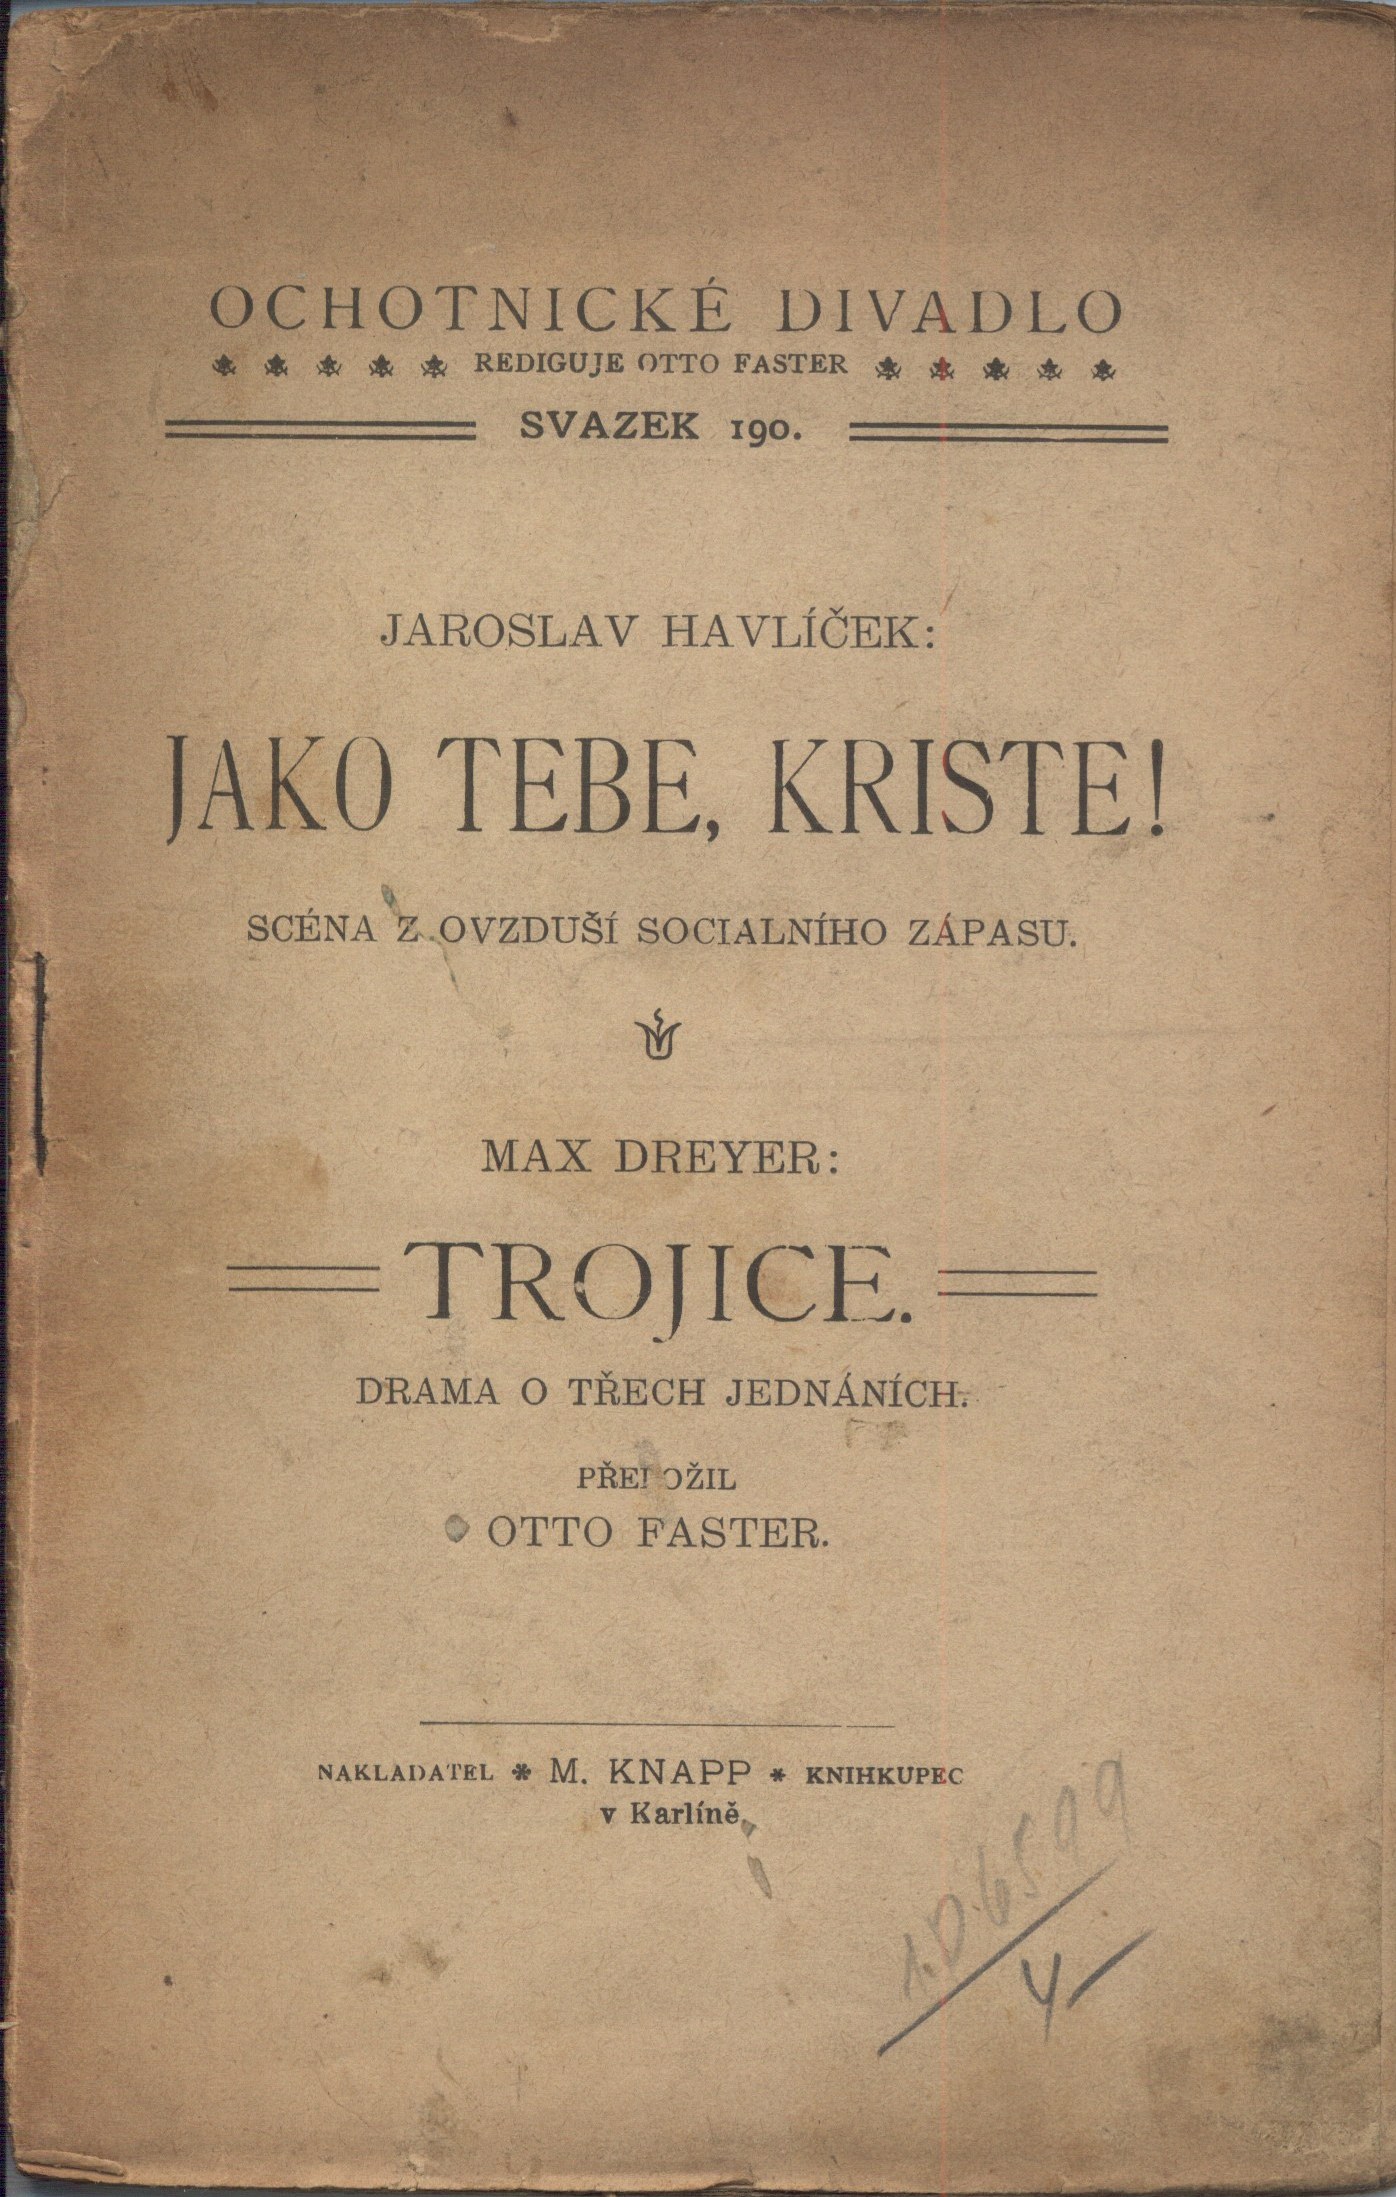 OCHOTNICKÉ DIVADLO
REDIGUJE OTTO FASTER
SVAZEK 190.
JAROSLAV HAVLÍČEK:
JAKO TEBE, KRISTE!
SCÉNA Z OVZDUŠÍ SOCIALNÍHO ZÁPASU.
MAX DREYER:
TROJICE.
DRAMA O TŘECH JEDNÁNÍCH.
PŘELOŽIL
OTTO FASTER.
NAKLADATEL * M. KNAPP * KNIHKUPEC
v Karlíně.